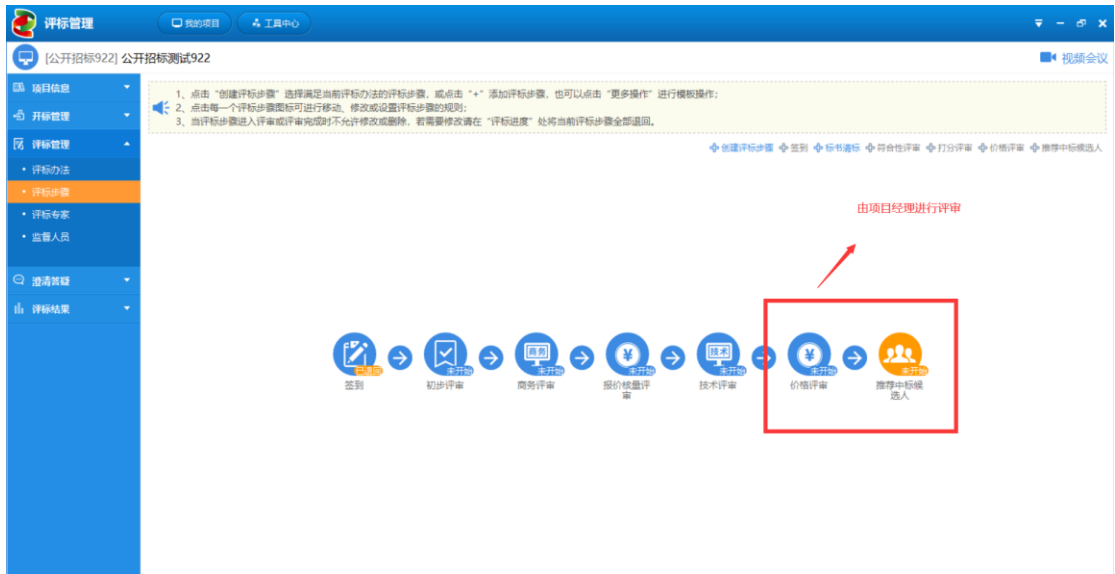 评标管理
我的项目
工具中心
[公开招标922] 公开招标测试922
视频会议
项目信息
开标管理
评标管理
• 评标办法
• 评标步骤
• 评标专家
• 监督人员
澄清答疑
评标结果
1、点击“创建评标步骤”选择满足当前评标办法的评标步骤，或点击“+”添加评标步骤，也可以点击“更多操作”进行模板操作；
2、点击每一个评标步骤图标可进行移动、修改或设置评标步骤的规则；
3、当评标步骤进入评审或评审完成时不允许修改或删除，若需要修改请在“评标进度”处将当前评标步骤全部退回。
创建评标步骤 签到 标书清标 符合性评审 打分评审 价格评审 推荐中标候选人
由项目经理进行评审
商务 ¥ 技术 ¥
已退回 未开始 未开始 未开始 未开始 未开始 未开始
签到 初步评审 商务评审 报价核量评审 技术评审 价格评审 推荐中标候选人